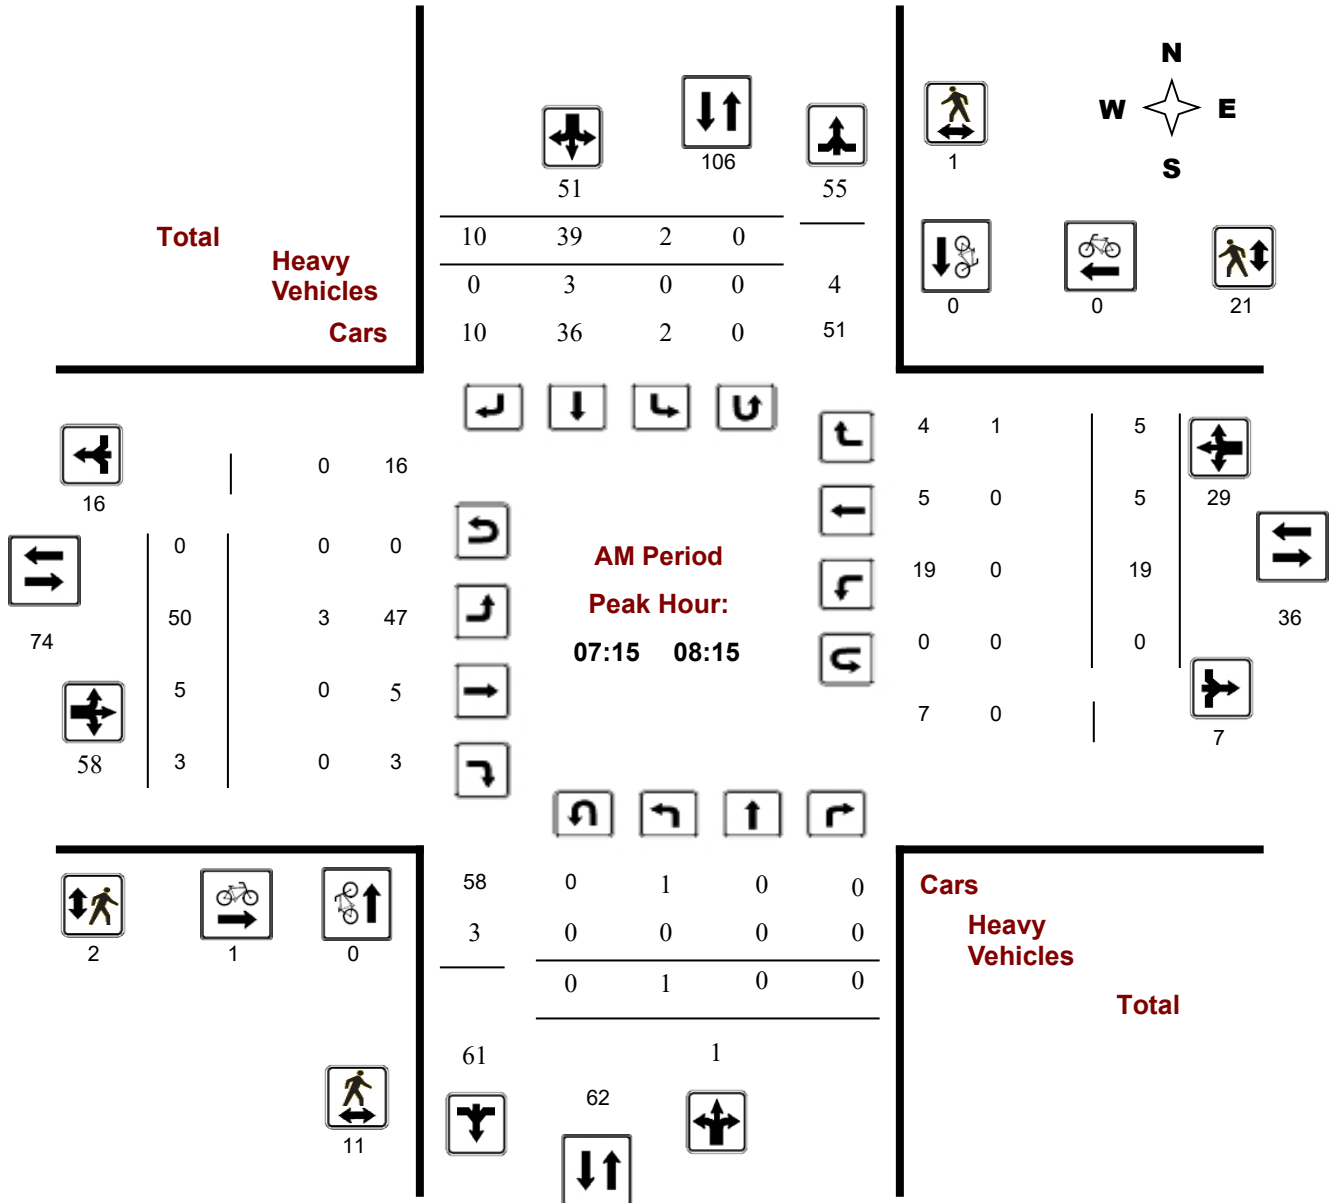 N
W E
S
106
51
55
1
Total
10 39 2 0
Heavy
Vehicles
0 3 0 0 4
Cars
10 36 2 0 51
0 0 21
4 1 5
0 16
16
5 0 5 29
0 0 0
AM Period
19 0 19
Peak Hour:
50 3 47
36
74
07:15 08:15
0 0 0
5 0 5
7 0
7
58 3 0 3
58 0 1 0 0
Cars
3 0 0 0 0
Heavy
Vehicles
2 1 0
0 1 0 0
Total
61 1
62
11